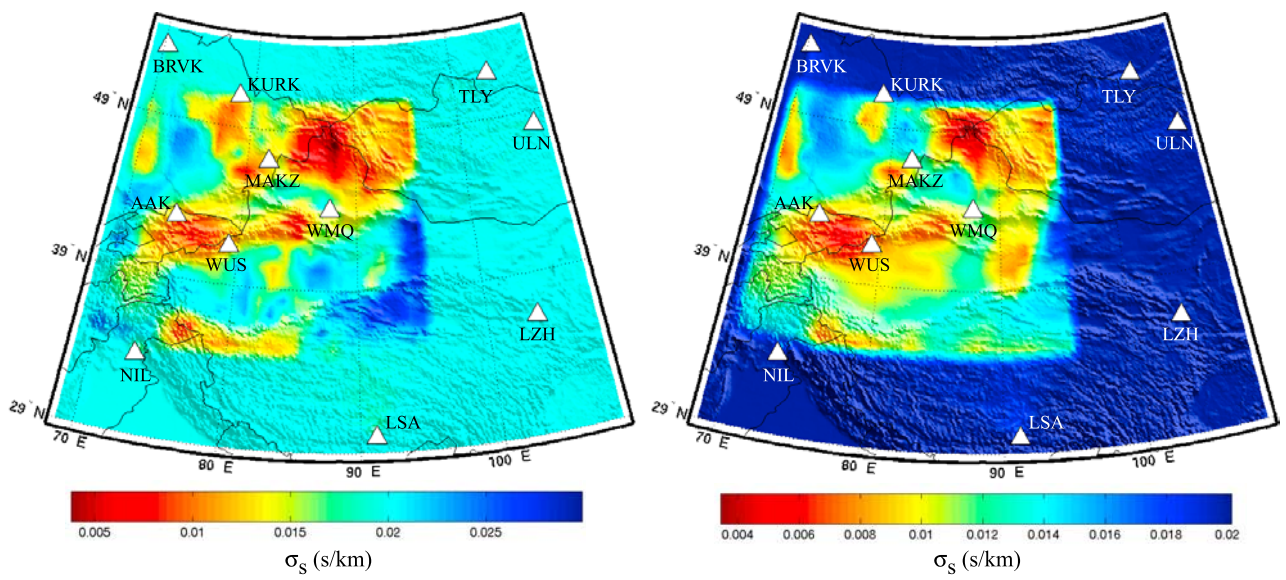 BRVK
KURK
TLY
49° N
ULN
MAKZ
AAK
WMQ
39° N
WUS
LZH
NIL
29° N
LSA
70 E
80 E
90 E
100 E
0.005 0.01 0.015 0.02 0.025
σs (s/km)
BRVK
KURK
TLY
49° N
ULN
MAKZ
AAK
WMQ
39° N
WUS
LZH
NIL
29° N
LSA
70 E
80 E
90 E
100 E
0.004 0.006 0.008 0.01 0.012 0.014 0.016 0.018 0.02
σs (s/km)